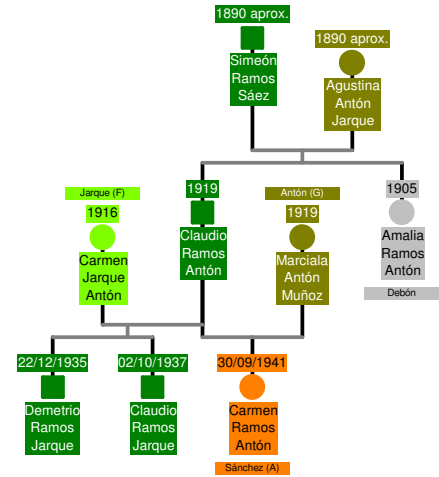 1890 aprox.
Simeón
Ramos
Sáez
1890 aprox.
Agustina
Antón
Jarque
Jarque (F)
1916
Carmen
Jarque
Antón
1919
Claudio
Ramos
Antón
Antón (G)
1919
Marciala
Antón
Muñoz
1905
Amalia
Ramos
Antón
Debón
22/12/1935
Demetrio
Ramos
Jarque
02/10/1937
Claudio
Ramos
Jarque
30/09/1941
Carmen
Ramos
Antón
Sánchez (A)